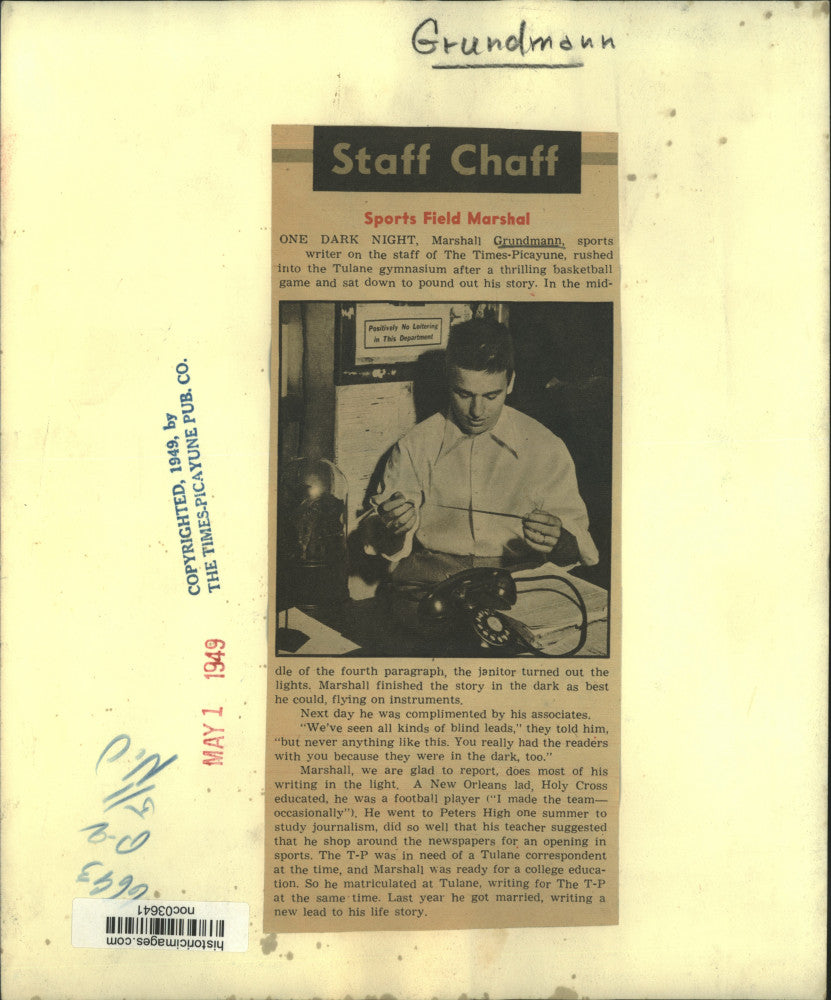 Grundmann
Staff Chaff
Sports Field Marshal
ONE DARK NIGHT, Marshall Grundmann, sports
writer on the staff of The Times-Picayune, rushed
into the Tulane gymnasium after a thrilling basketball
game and sat down to pound out his story. In the mid-
Positively No Loitering
in This Department
dle of the fourth paragraph, the janitor turned out the
lights. Marshall finished the story in the dark as best
he could, flying on instruments.
Next day he was complimented by his associates.
"We've seen all kinds of blind leads," they told him,
"but never anything like this. You really had the readers
with you because they were in the dark, too."
Marshall, we are glad to report, does most of his
writing in the light. A New Orleans lad, Holy Cross
educated, he was a football player ("I made the team—
occasionally"). He went to Peters High one summer to
study journalism, did so well that his teacher suggested
that he shop around the newspapers for an opening in
sports. The T-P was in need of a Tulane correspondent
at the time, and Marshall was ready for a college educa-
tion. So he matriculated at Tulane, writing for The T-P
at the same time. Last year he got married, writing a
new lead to his life story.
COPYRIGHTED, 1949, by
THE TIMES-PICAYUNE PUB. CO.
MAY 1 1949
historicimages.com
noc03641